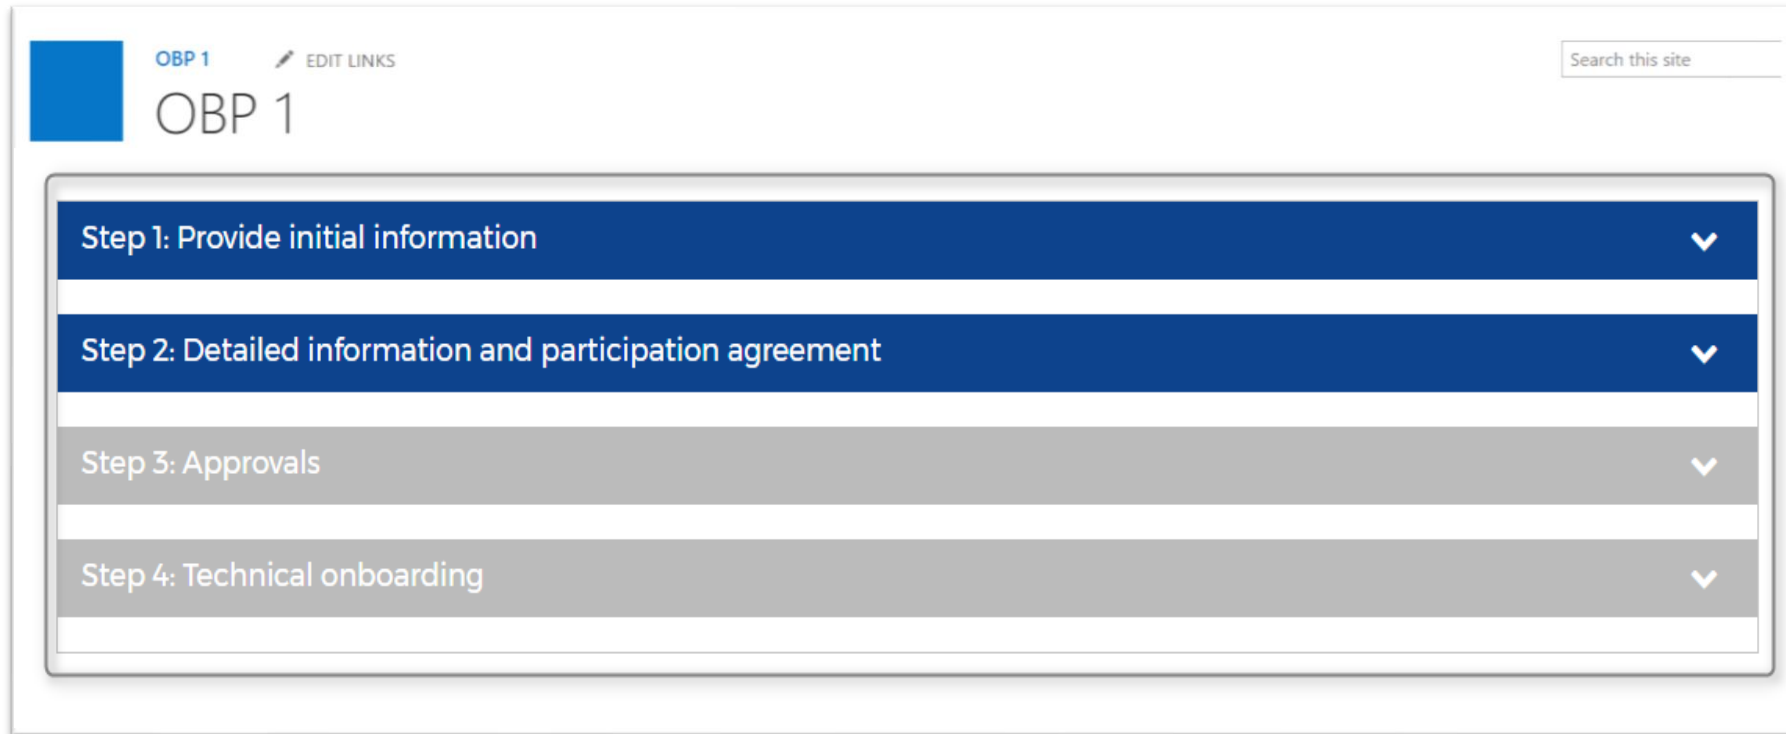 OBP 1
EDIT LINKS
Search this site
OBP 1
Step 1: Provide initial information
Step 2: Detailed information and participation agreement
Step 3: Approvals
Step 4: Technical onboarding